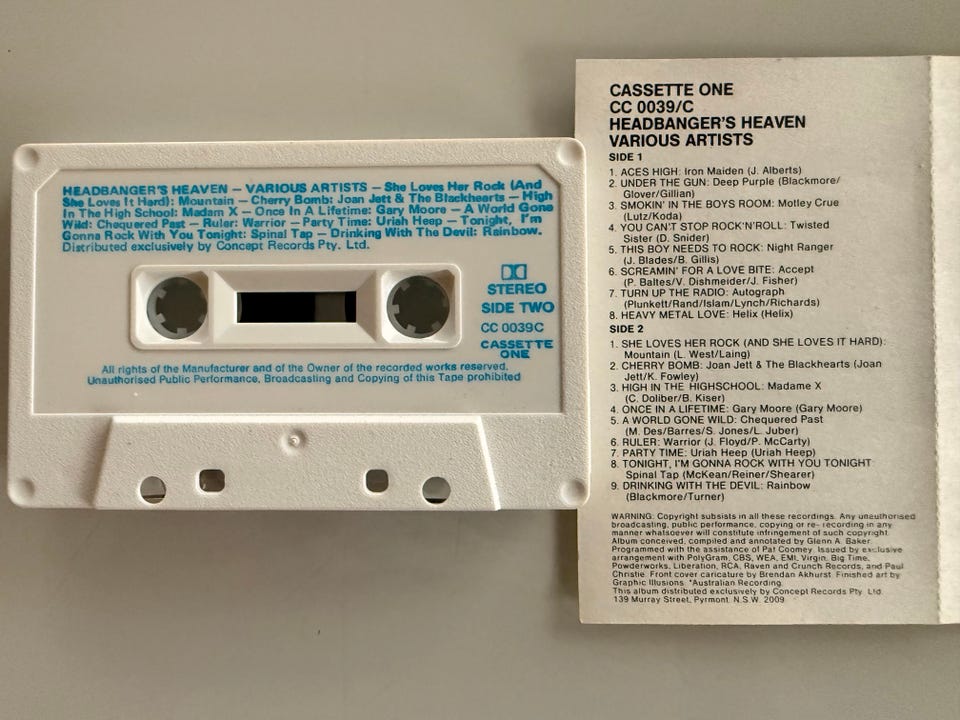 HEADBANGER'S HEAVEN – VARIOUS ARTISTS – She Loves Her Rock (And
She Loves It Hard): Mountain – Cherry Bomb: Joan Jett & The Blackhearts – High
In The High School: Madam X – Once In A Lifetime: Gary Moore – A World Gone
Wild: Chequered Past – Ruler: Warrior – Party Time: Uriah Heep – Tonight, I'm
Gonna Rock With You Tonight: Spinal Tap – Drinking With The Devil: Rainbow.
Distributed exclusively by Concept Records Pty. Ltd.
STEREO
SIDE TWO
CC 0039C
CASSETTE
ONE
All rights of the Manufacturer and of the Owner of the recorded works reserved.
Unauthorised Public Performance, Broadcasting and Copying of this Tape prohibited
CASSETTE ONE
CC 0039/C
HEADBANGER'S HEAVEN
VARIOUS ARTISTS
SIDE 1
1. ACES HIGH: Iron Maiden (J. Alberts)
2. UNDER THE GUN: Deep Purple (Blackmore/
Glover/Gillian)
3. SMOKIN' IN THE BOYS ROOM: Motley Crue
(Lutz/Koda)
4. YOU CAN'T STOP ROCK'N'ROLL: Twisted
Sister (D. Snider)
5. THIS BOY NEEDS TO ROCK: Night Ranger
(J. Blades/B. Gillis)
6. SCREAMIN' FOR A LOVE BITE: Accept
(P. Baltes/V. Dishmeider/J. Fisher)
7. TURN UP THE RADIO: Autograph
(Plunkett/Rand/Islam/Lynch/Richards)
8. HEAVY METAL LOVE: Helix (Helix)
SIDE 2
1. SHE LOVES HER ROCK (AND SHE LOVES IT HARD):
Mountain (L. West/Laing)
2. CHERRY BOMB: Joan Jett & The Blackhearts (Joan
Jett/K. Fowley)
3. HIGH IN THE HIGHSCHOOL: Madame X
(C. Doliber/B. Kiser)
4. ONCE IN A LIFETIME: Gary Moore (Gary Moore)
5. A WORLD GONE WILD: Chequered Past
(M. Des/Barres/S. Jones/L. Juber)
6. RULER: Warrior (J. Floyd/P. McCarty)
7. PARTY TIME: Uriah Heep (Uriah Heep)
8. TONIGHT, I'M GONNA ROCK WITH YOU TONIGHT
Spinal Tap (McKean/Reiner/Shearer)
9. DRINKING WITH THE DEVIL: Rainbow
(Blackmore/Turner)
WARNING: Copyright subsists in all these recordings. Any unauthorised
broadcasting, public performance, copying or re- recording in any
manner whatsoever will constitute infringement of such copyright.
Album conceived, compiled and annotated by Glenn A. Baker.
Programmed with the assistance of Pat Coomey. Issued by exclusive
arrangement with PolyGram, CBS, WEA, EMI, Virgin, Big Time,
Powderworks, Liberation, RCA, Raven and Crunch Records, and Paul
Christie. Front cover caricature by Brendan Akhurst. Finished art by
Graphic Illusions. *Australian Recording.
This album distributed exclusively by Concept Records Pty. Ltd.
139 Murray Street, Pyrmont. N.S.W. 2009.